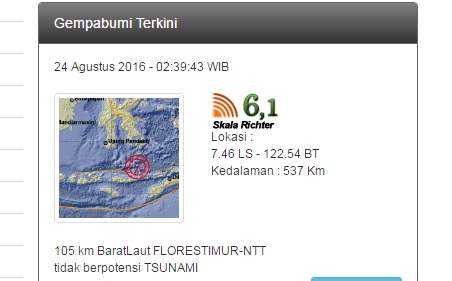 Gempabumi Terkini
24 Agustus 2016 - 02:39:43 WIB
6,1
Skala Richter
Lokasi :
7.46 LS - 122.54 BT
Kedalaman : 537 Km
Ujung Pandang
105 km BaratLaut FLORESTIMUR-NTT
tidak berpotensi TSUNAMI